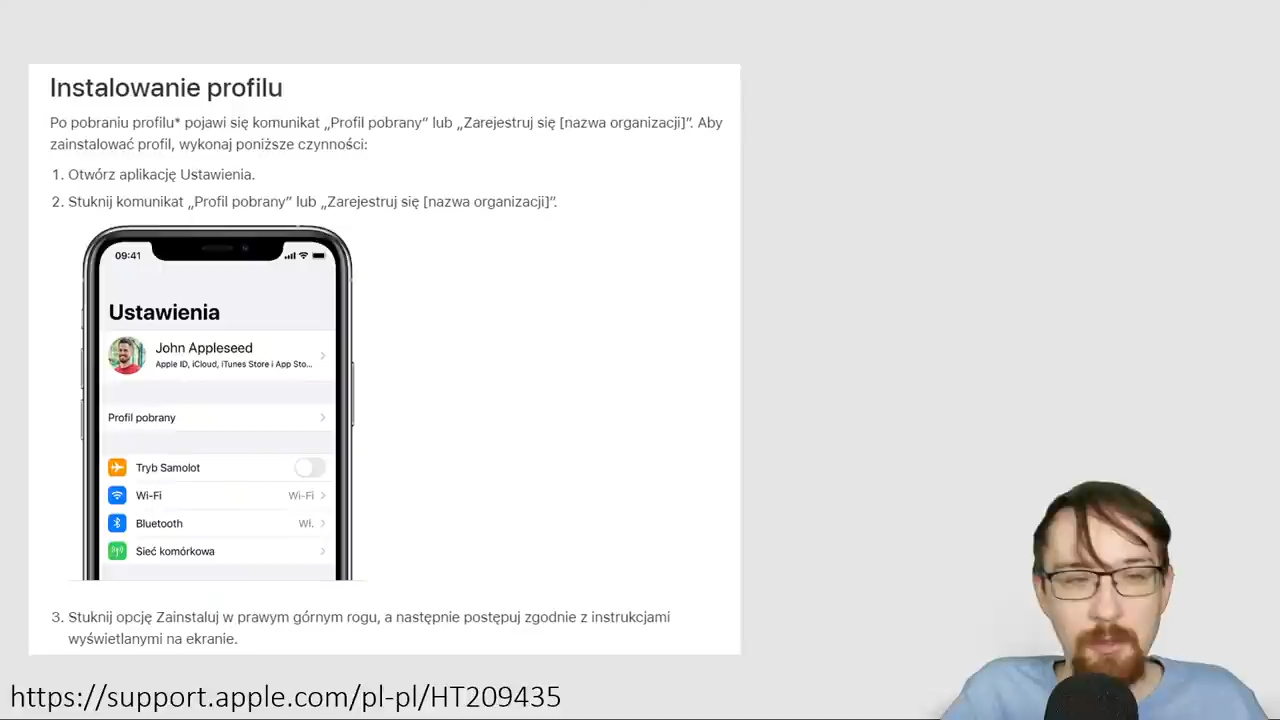 Instalowanie profilu
Po pobraniu profilu* pojawi się komunikat „Profil pobrany” lub „Zarejestruj się [nazwa organizacji]”. Aby
zainstalować profil, wykonaj poniższe czynności:
1. Otwórz aplikację Ustawienia.
2. Stuknij komunikat „Profil pobrany” lub „Zarejestruj się [nazwa organizacji]”.
09:41
Ustawienia
John Appleseed
Apple ID, iCloud, iTunes Store i App Sto...
Profil pobrany
Tryb Samolot
Wi-Fi Wi-Fi
Bluetooth Wł.
Sieć komórkowa
3. Stuknij opcję Zainstaluj w prawym górnym rogu, a następnie postępuj zgodnie z instrukcjami
wyświetlanymi na ekranie.
https://support.apple.com/pl-pl/HT209435